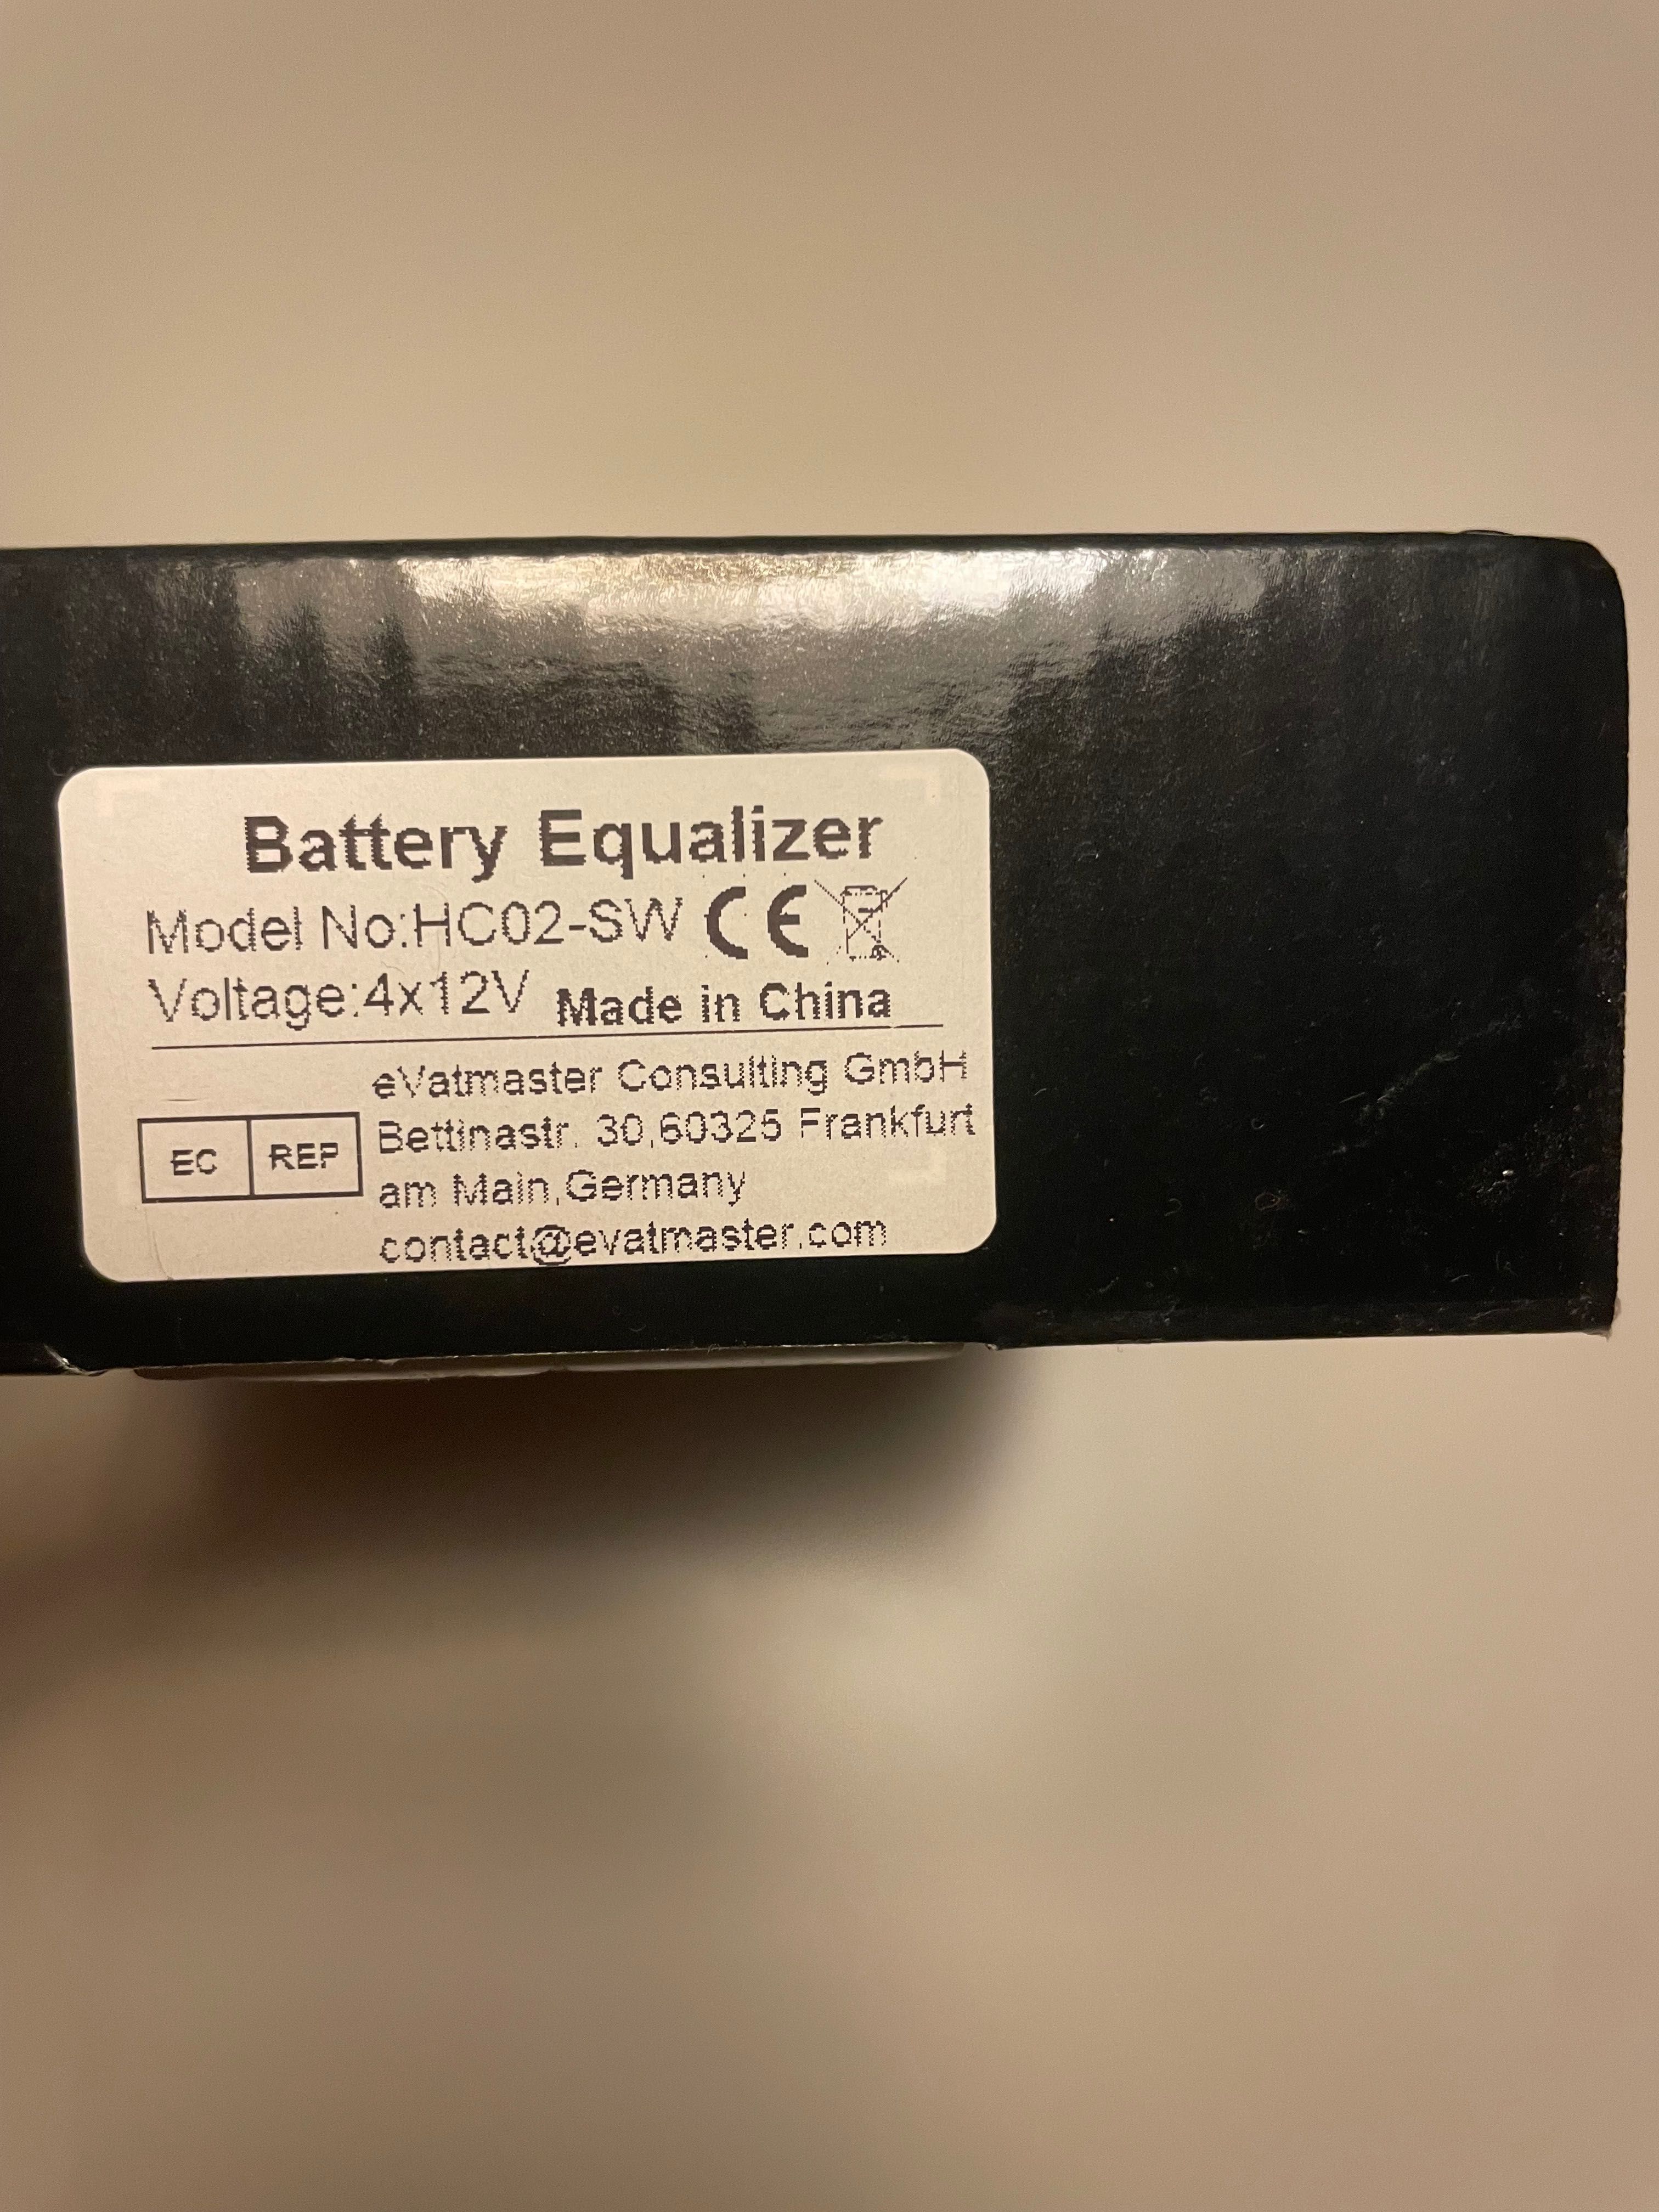 Battery Equalizer
Model No:HC02-SW CE
Voltage:4x12V Made in China
eVatmaster Consulting GmbH
Bettinastr. 30,60325 Frankfurt
EC REP
am Main,Germany
contact@evatmaster.com